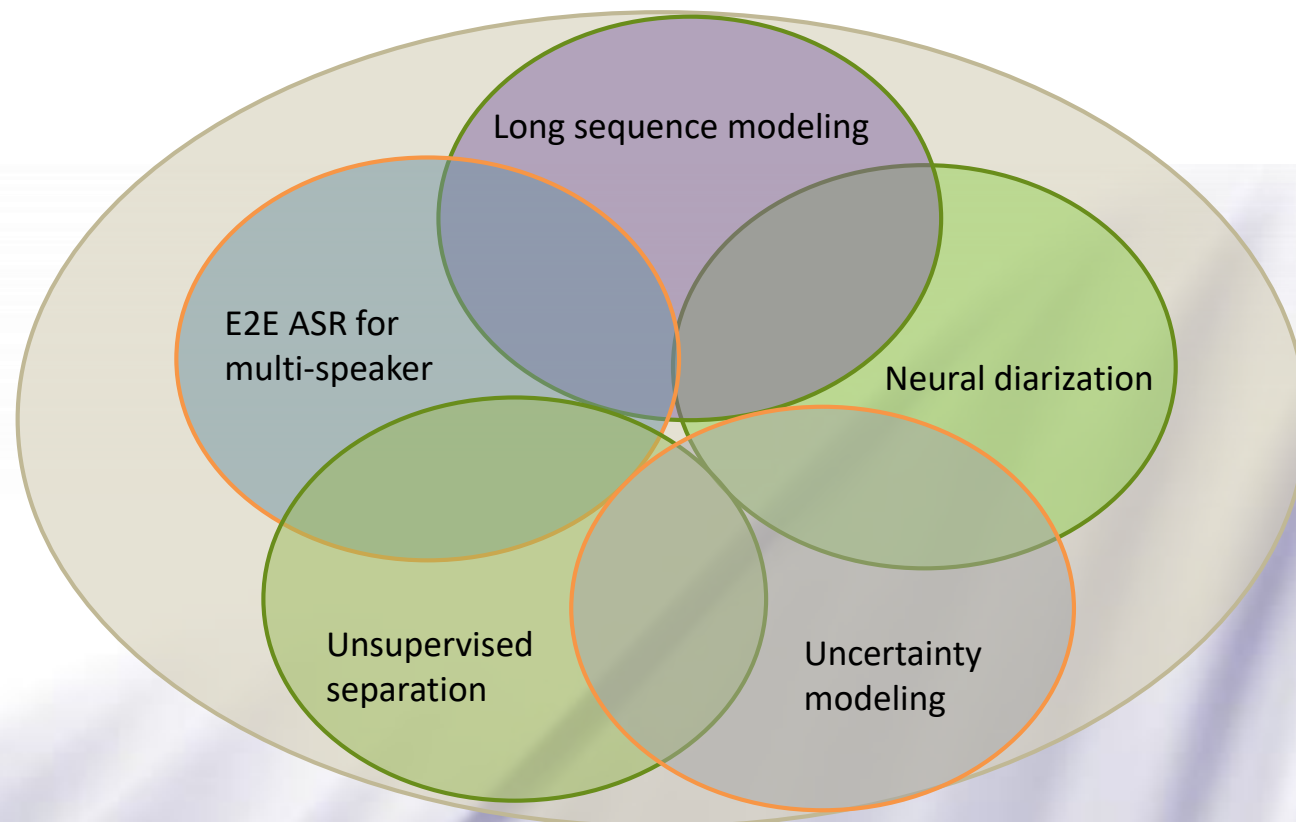 Long sequence modeling
E2E ASR for
multi-speaker
Neural diarization
Unsupervised
separation
Uncertainty
modeling